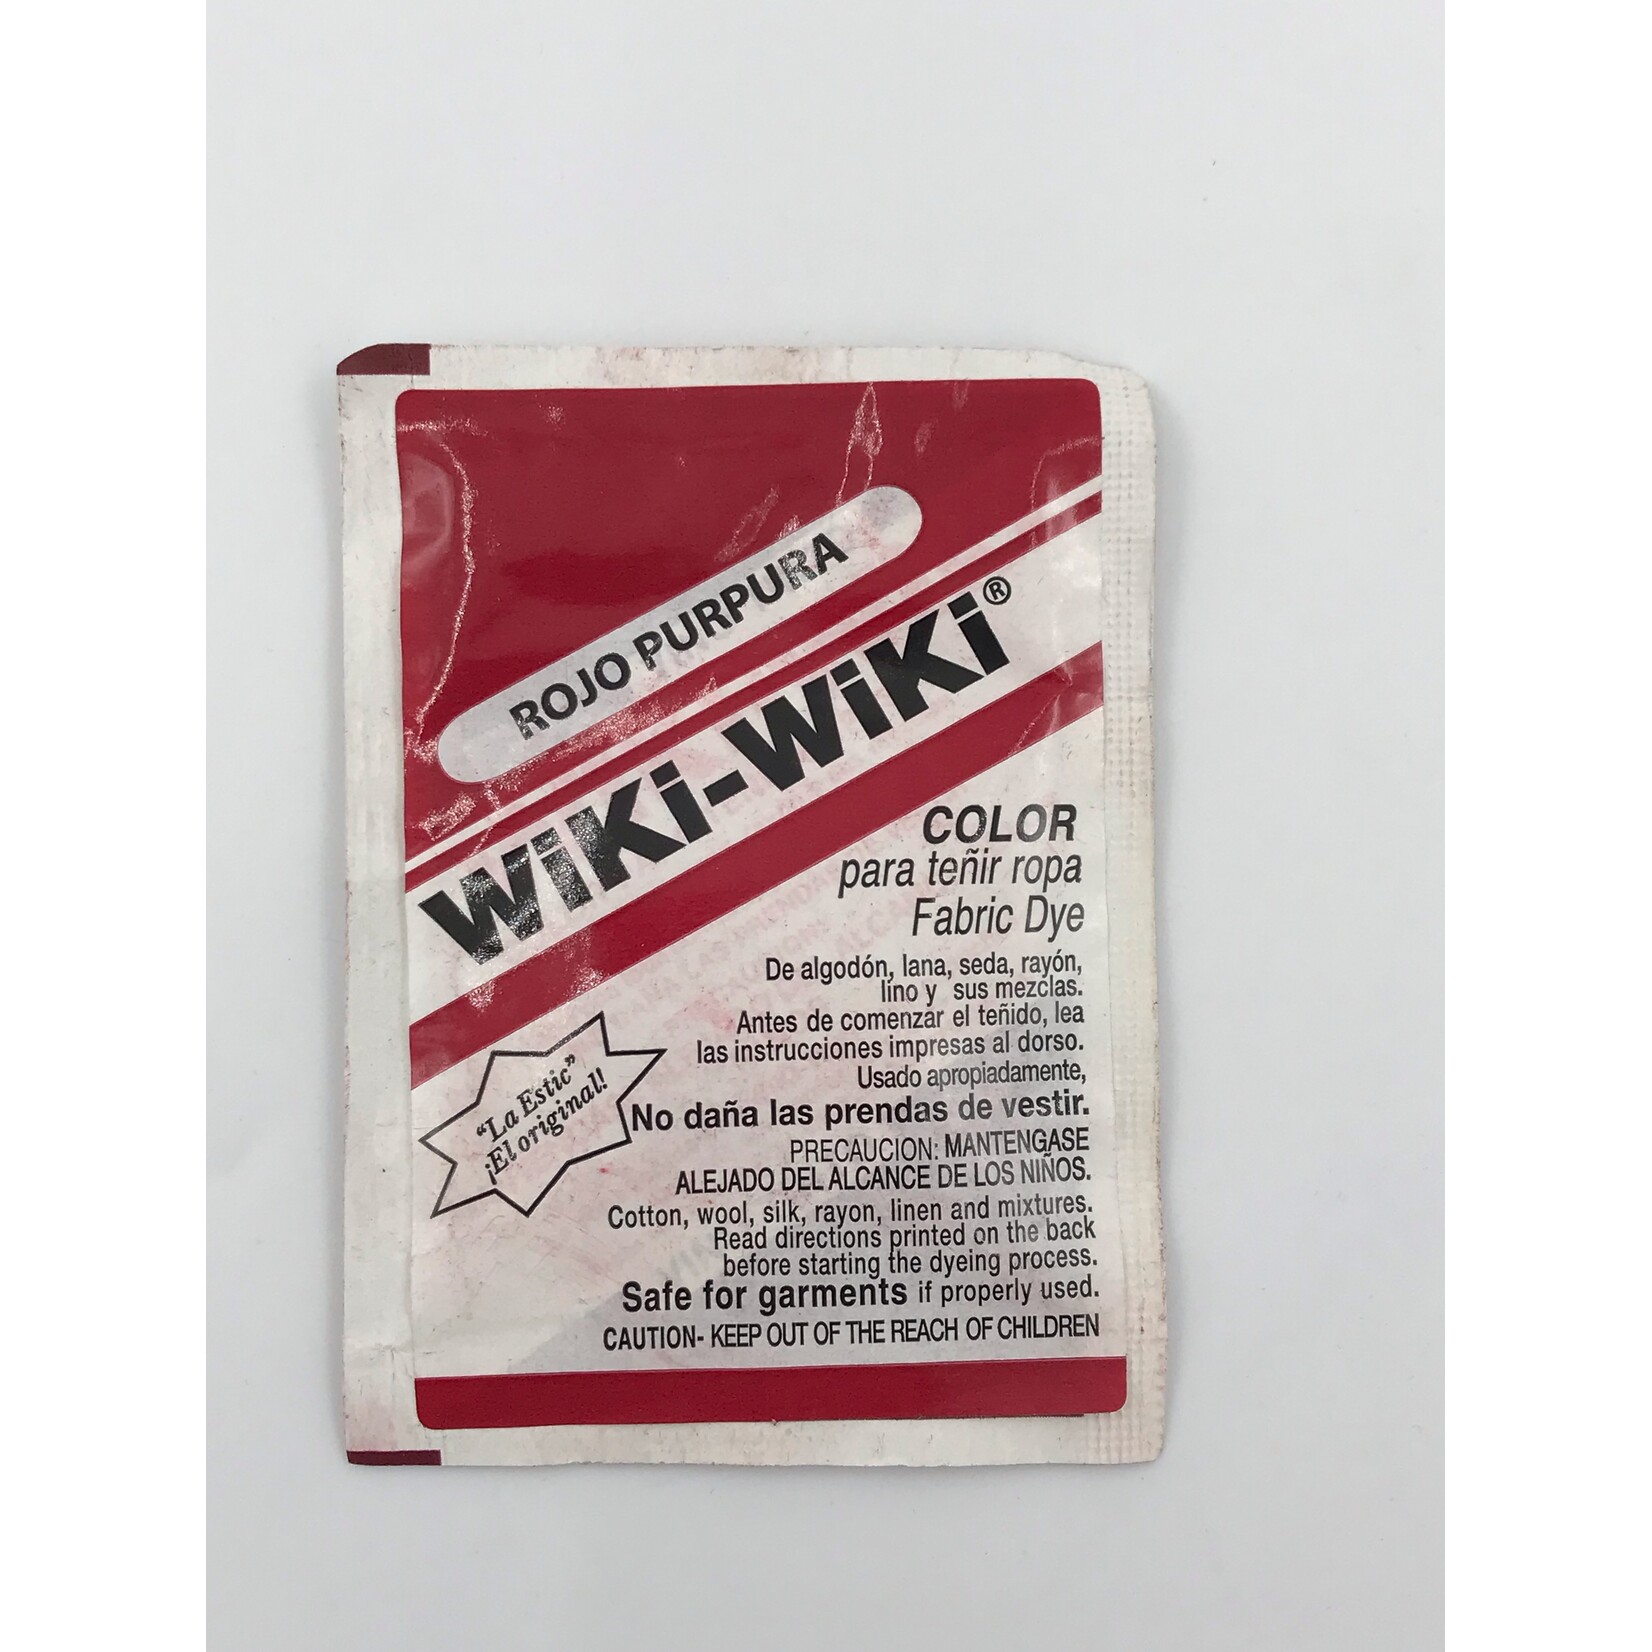 ROJO PURPURA
WiKi-WiKi®
COLOR
para teñir ropa
Fabric Dye
De algodón, lana, seda, rayón,
lino y sus mezclas.
Antes de comenzar el teñido, lea
las instrucciones impresas al dorso.
Usado apropiadamente,
No daña las prendas de vestir.
PRECAUCION: MANTENGASE
ALEJADO DEL ALCANCE DE LOS NIÑOS.
"La Estic"
¡El original!
Cotton, wool, silk, rayon, linen and mixtures.
Read directions printed on the back
before starting the dyeing process.
Safe for garments if properly used.
CAUTION- KEEP OUT OF THE REACH OF CHILDREN